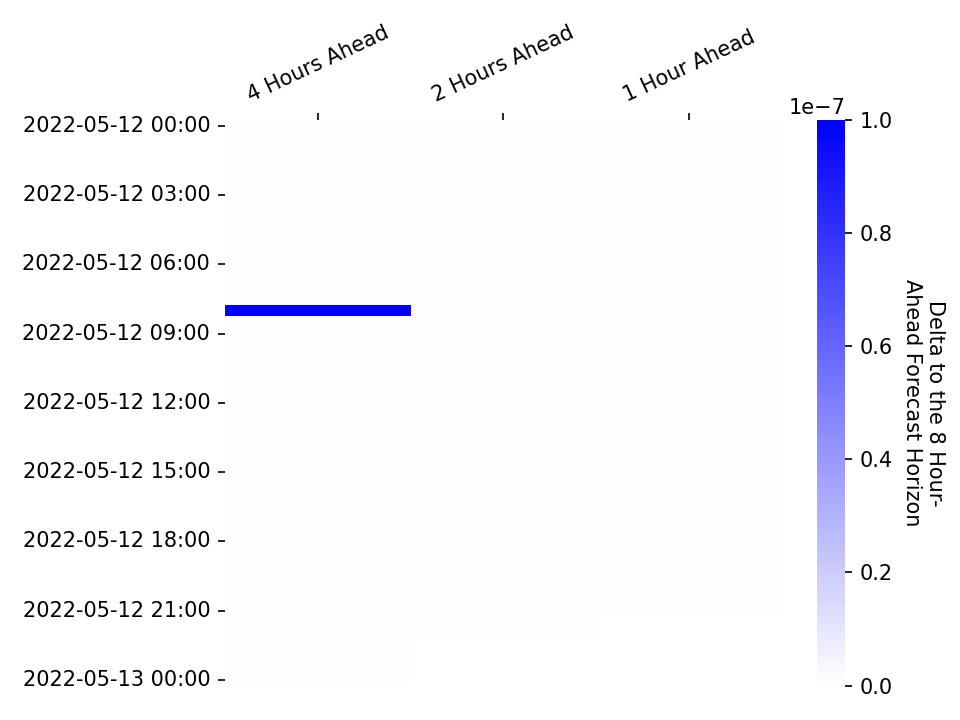 4 Hours Ahead
2 Hours Ahead
1 Hour Ahead
1e−7
2022-05-12 00:00
2022-05-12 03:00
2022-05-12 06:00
2022-05-12 09:00
2022-05-12 12:00
2022-05-12 15:00
2022-05-12 18:00
2022-05-12 21:00
2022-05-13 00:00
1.0
0.8
0.6
0.4
0.2
0.0
Delta to the 8 Hour-
Ahead Forecast Horizon